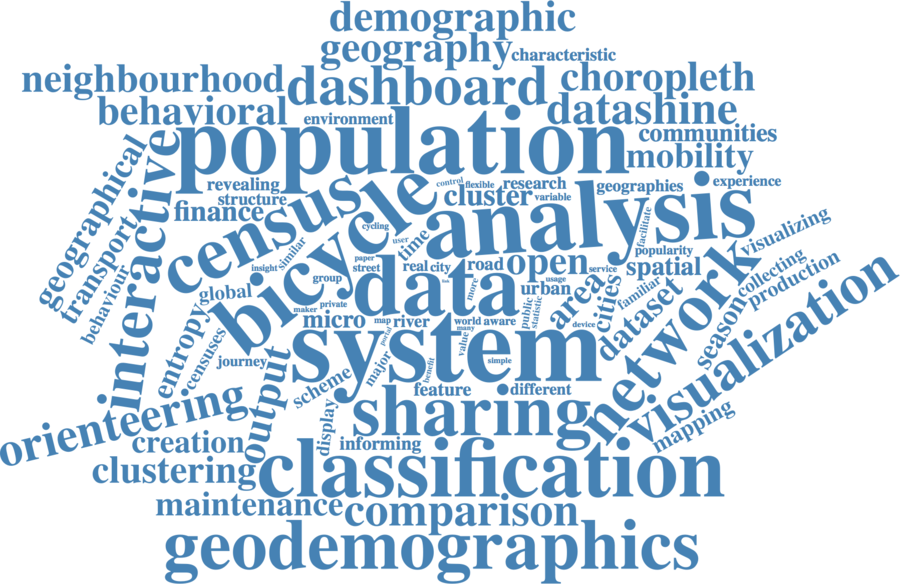 demographic
geography
characteristic
neighbourhood
dashboard
choropleth
behavioral
datashine
environment
population
communities
mobility
geographical
interactive
transport
behaviour
revealing
structure
finance
census
bicycle
control
flexible
research
cluster
variable
geographies
experience
analysis
facilitate
visualizing
cycling
user
time
similar
insight
paper
street
real
city
road
open
service
popularity
spatial
group
data
link
more
usage
urban
area
cities
familiar
dataset
network
season
collecting
production
visualization
global
entropy
censuses
maker
private
micro
map
river
portal
world
aware
many
value
public
statistic
device
system
simple
journey
output
scheme
major
benefit
feature
different
display
sharing
mapping
orienteering
creation
informing
clustering
classification
maintenance
comparison
geodemographics